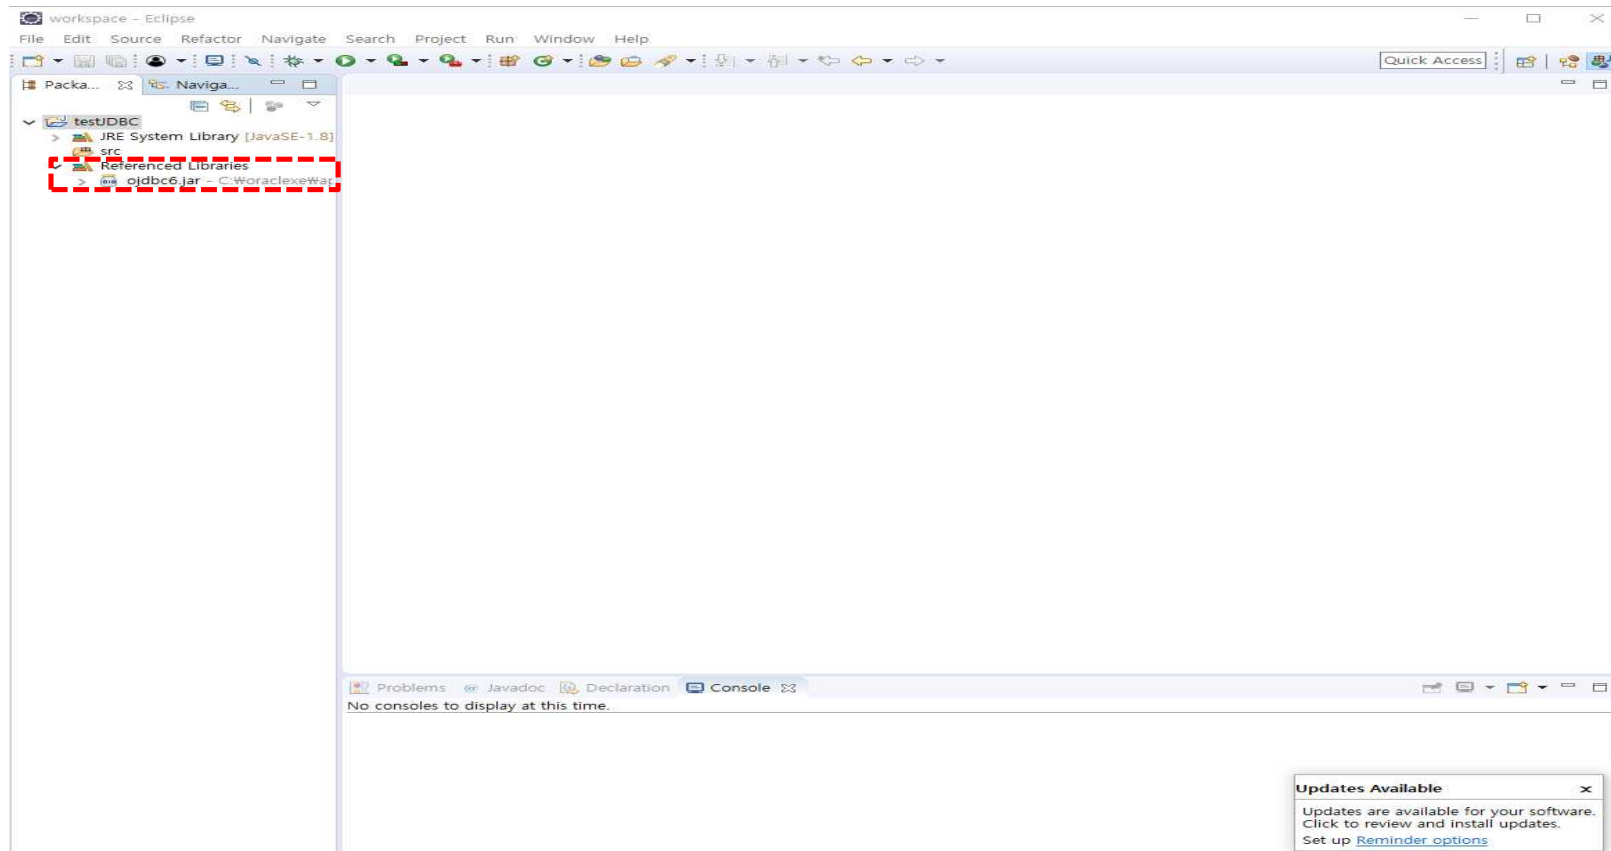 workspace - Eclipse
File Edit Source Refactor Navigate Search Project Run Window Help
Quick Access
Packa... Naviga...
testJDBC
JRE System Library [JavaSE-1.8]
src
Referenced Libraries
ojdbc6.jar - C:₩oraclexe₩ap
Problems @ Javadoc Declaration Console
No consoles to display at this time.
Updates Available
Updates are available for your software.
Click to review and install updates.
Set up Reminder options